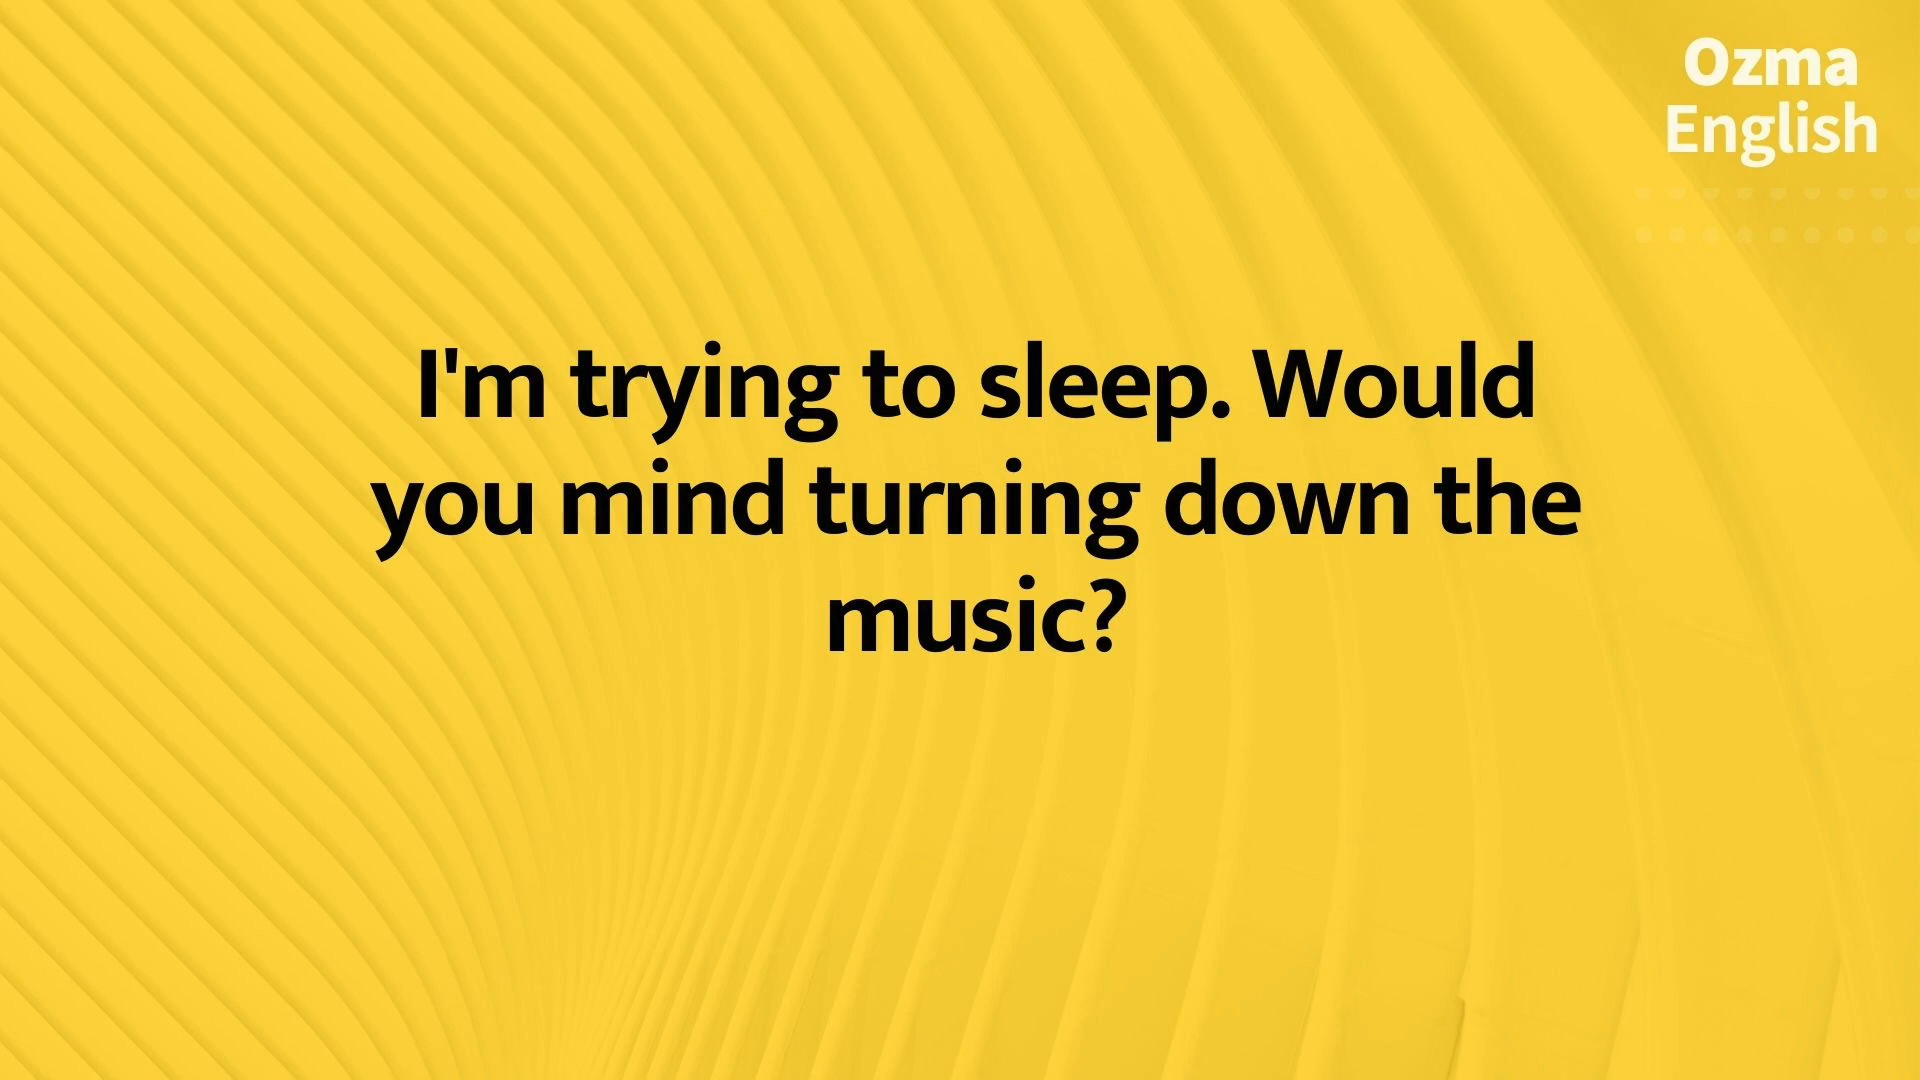 Ozma
English
I'm trying to sleep. Would
you mind turning down the
music?